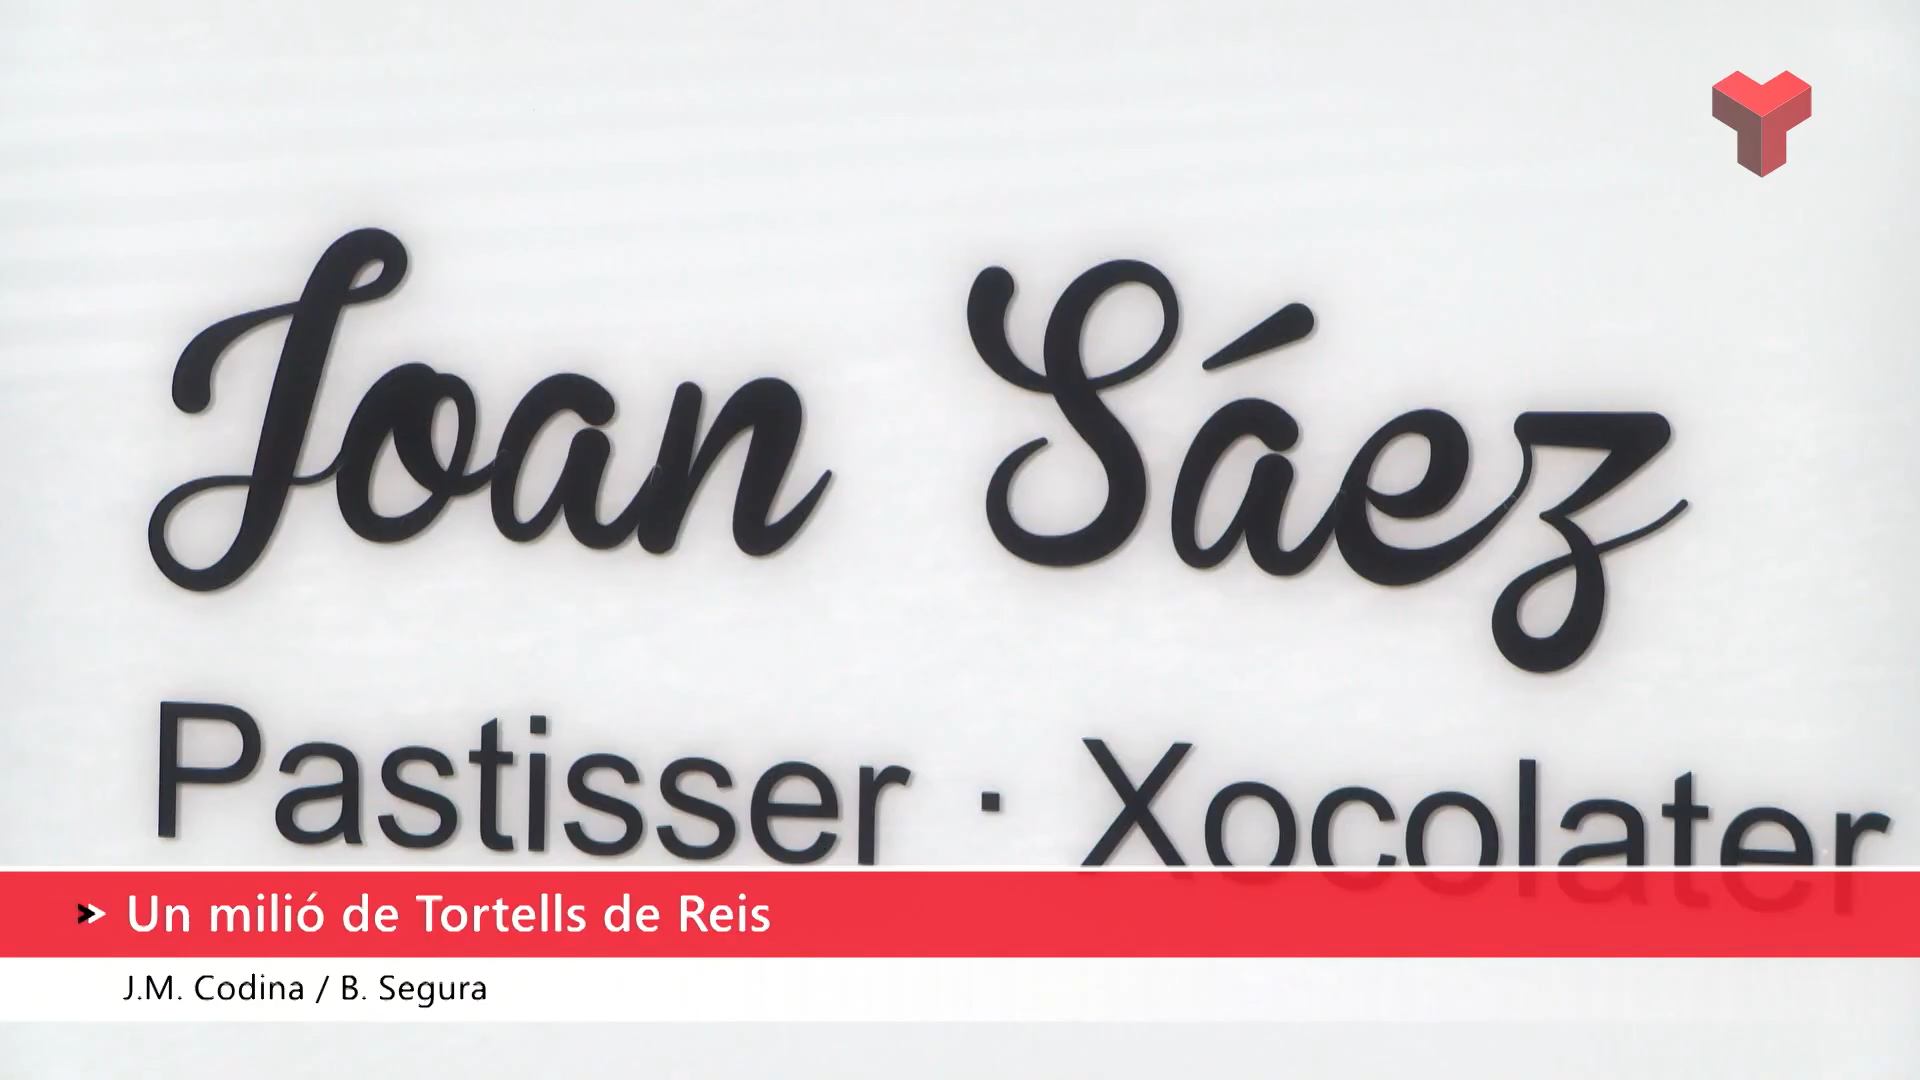 Joan Sáez
Pastisser · Xocolater
Un milió de Tortells de Reis
J.M. Codina / B. Segura